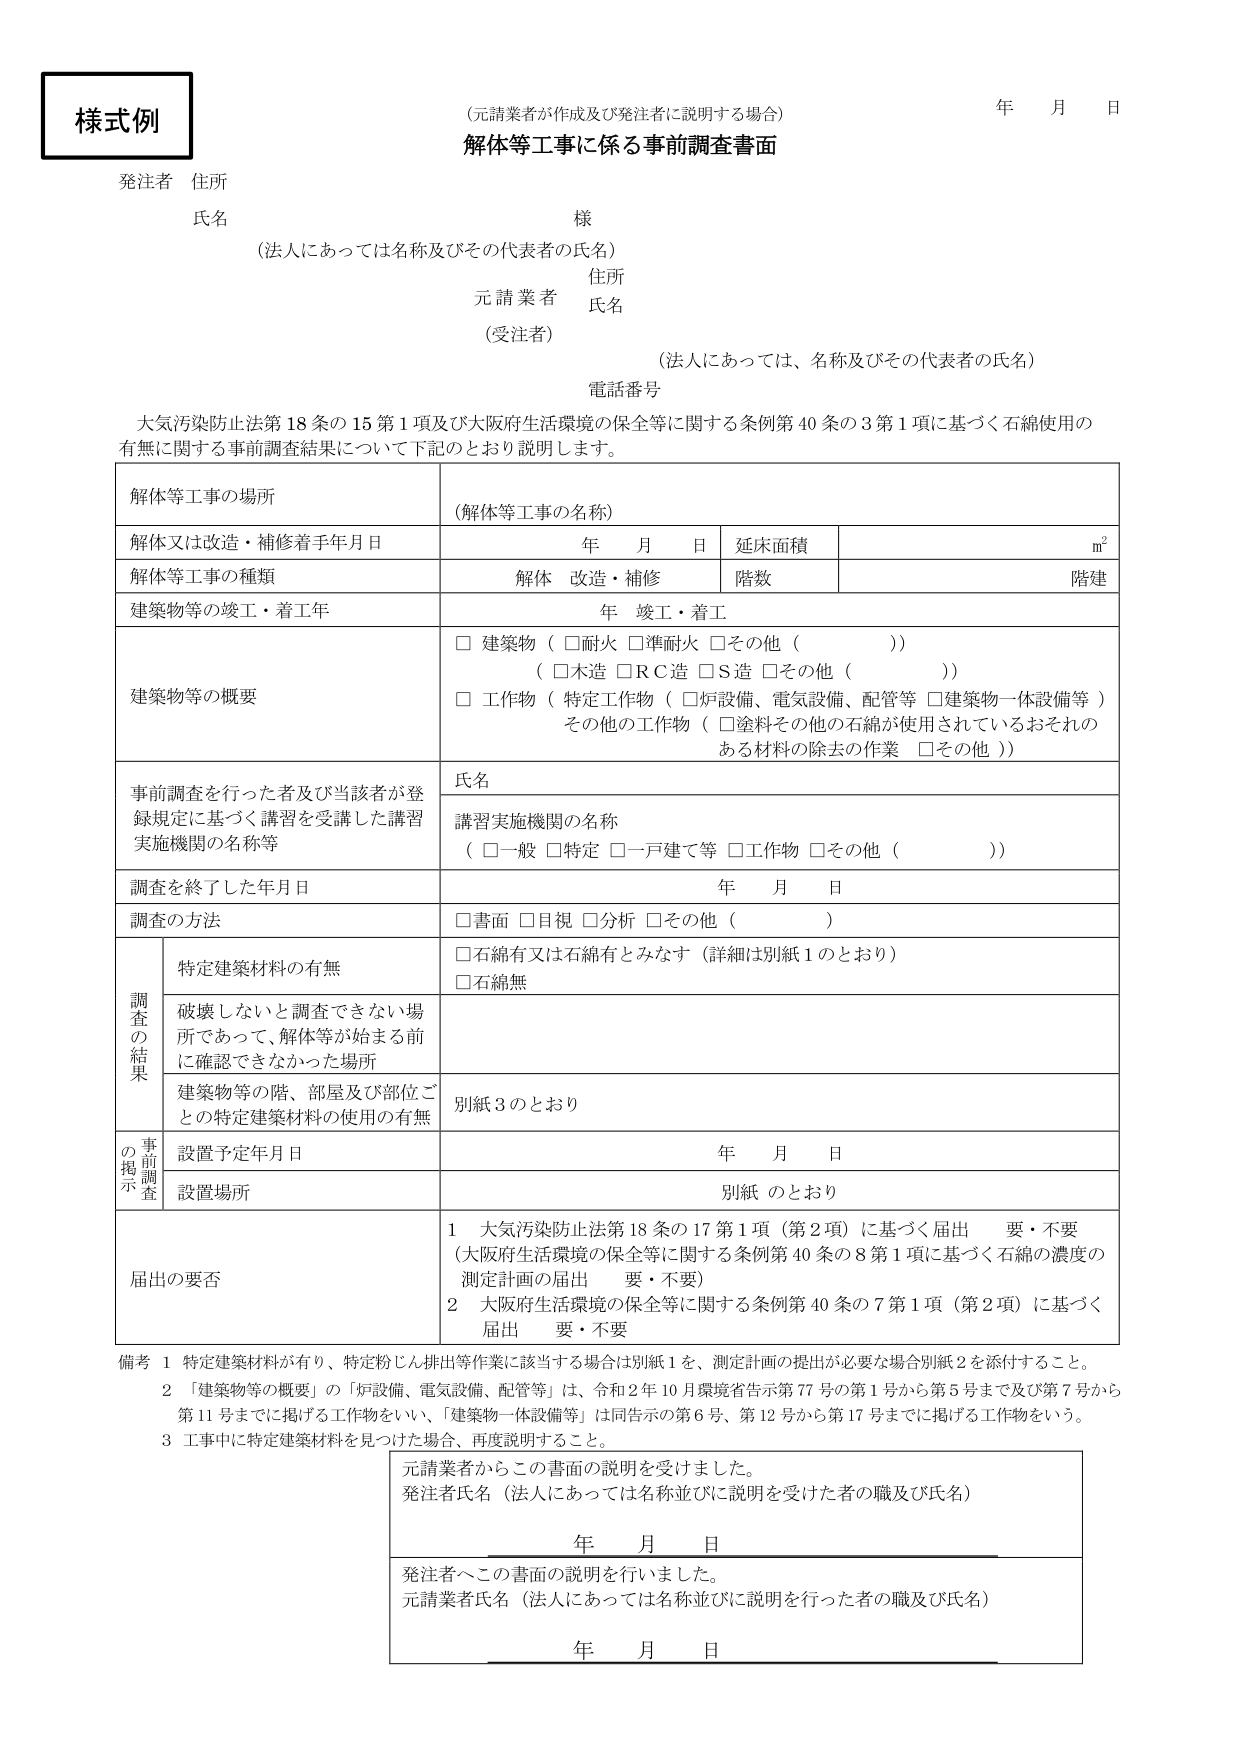 様式例
（元請業者が作成及び発注者に説明する場合）
年　月　日
解体等工事に係る事前調査書面
発注者　住所
氏名　　　　様
（法人にあっては名称及びその代表者の氏名）
住所
元請業者
氏名
（受注者）
（法人にあっては、名称及びその代表者の氏名）
電話番号
大気汚染防止法第18条の15第１項及び大阪府生活環境の保全等に関する条例第40条の３第１項に基づく石綿使用の
有無に関する事前調査結果について下記のとおり説明します。
解体等工事の場所
（解体等工事の名称）
解体又は改造・補修着手年月日　年　月　日　延床面積　㎡
解体等工事の種類　解体　改造・補修　階数　階建
建築物等の竣工・着工年　年　竣工・着工
建築物等の概要
□ 建築物（ □耐火 □準耐火 □その他（　　　　））
（ □木造 □ＲＣ造 □Ｓ造 □その他（　　　　））
□ 工作物（ 特定工作物（ □炉設備、電気設備、配管等 □建築物一体設備等 ）
その他の工作物（ □塗料その他の石綿が使用されているおそれの
ある材料の除去の作業　□その他 ））
事前調査を行った者及び当該者が登
録規定に基づく講習を受講した講習
実施機関の名称等
氏名
講習実施機関の名称
（ □一般 □特定 □一戸建て等 □工作物 □その他（　　　　））
調査を終了した年月日　年　月　日
調査の方法　□書面 □目視 □分析 □その他（　　　　）
調査の結果
特定建築材料の有無
□石綿有又は石綿有とみなす（詳細は別紙１のとおり）
□石綿無
破壊しないと調査できない場
所であって、解体等が始まる前
に確認できなかった場所
建築物等の階、部屋及び部位ご
との特定建築材料の使用の有無
別紙３のとおり
事前調査
の掲示
設置予定年月日　年　月　日
設置場所　別紙 のとおり
届出の要否
１　大気汚染防止法第18条の17第１項（第２項）に基づく届出　　要・不要
（大阪府生活環境の保全等に関する条例第40条の８第１項に基づく石綿の濃度の
測定計画の届出　　要・不要）
２　大阪府生活環境の保全等に関する条例第40条の７第１項（第２項）に基づく
届出　　要・不要
備考 １ 特定建築材料が有り、特定粉じん排出等作業に該当する場合は別紙１を、測定計画の提出が必要な場合別紙２を添付すること。
２ 「建築物等の概要」の「炉設備、電気設備、配管等」は、令和２年10月環境省告示第77号の第１号から第５号まで及び第７号から
第11号までに掲げる工作物をいい、「建築物一体設備等」は同告示の第６号、第12号から第17号までに掲げる工作物をいう。
３ 工事中に特定建築材料を見つけた場合、再度説明すること。
元請業者からこの書面の説明を受けました。
発注者氏名（法人にあっては名称並びに説明を受けた者の職及び氏名）
年　月　日
発注者へこの書面の説明を行いました。
元請業者氏名（法人にあっては名称並びに説明を行った者の職及び氏名）
年　月　日